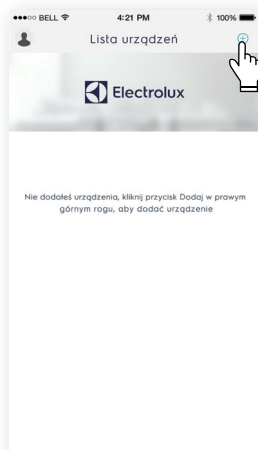 ●●●○○ BELL 4:21 PM 100%
Lista urządzeń
Electrolux
Nie dodałeś urządzenia, kliknij przycisk Dodaj w prawym
górnym rogu, aby dodać urządzenie